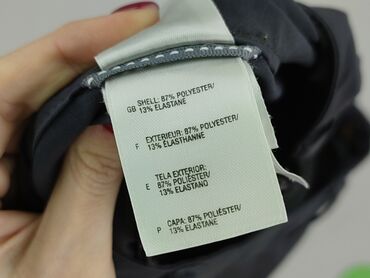 GB SHELL: 87% POLYESTER/
13% ELASTANE
F EXTERIEUR: 87% POLYESTER/
13% ELASTHANNE
E TELA EXTERIOR:
87% POLIÉSTER/
13% ELASTANO
P CAPA: 87% POLIÉSTER/
13% ELASTANE